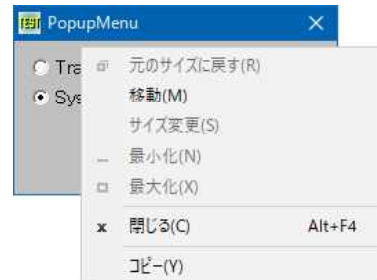 TEST PopupMenu
Tra
Sys
元のサイズに戻す(R)
移動(M)
サイズ変更(S)
最小化(N)
最大化(X)
閉じる(C) Alt+F4
コピー(Y)